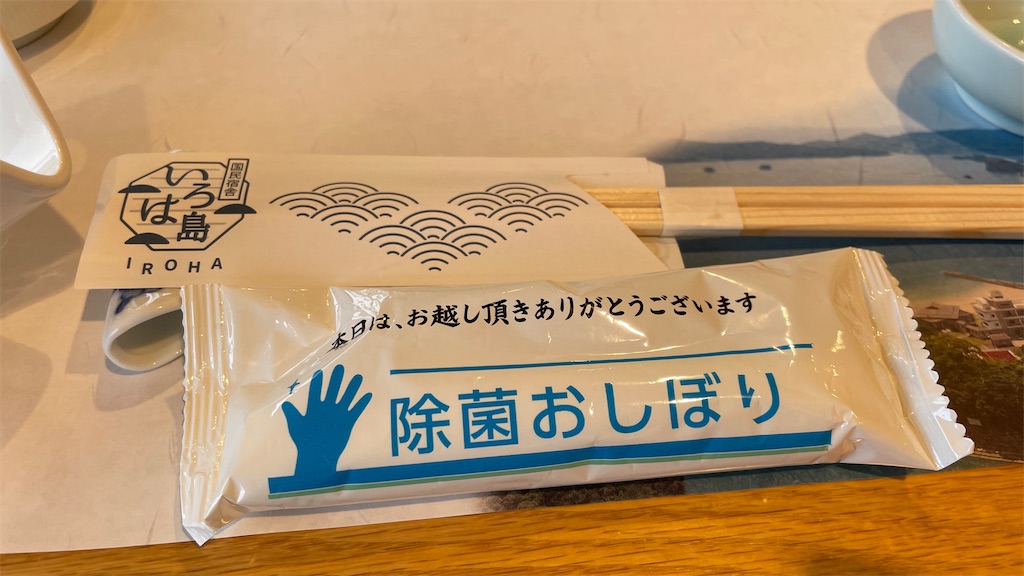 国民宿舎
いろは島
IROHA
本日は、お越し頂きありがとうございます
除菌おしぼり